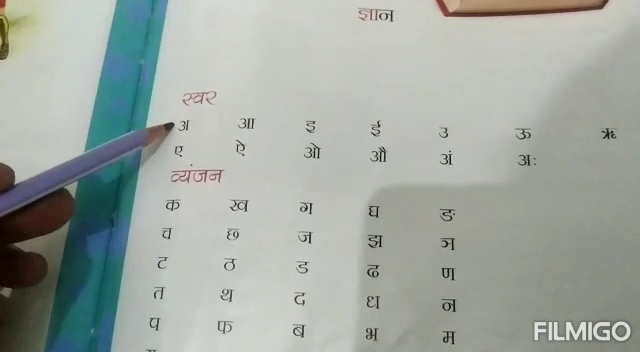 ज्ञान
स्वर
अ आ इ ई उ ऊ ऋ
ए ऐ ओ औ अं अः
व्यंजन
क ख ग घ ङ
च छ ज झ ञ
ट ठ ड ढ ण
त थ द ध न
प फ ब भ म
FILMIGO